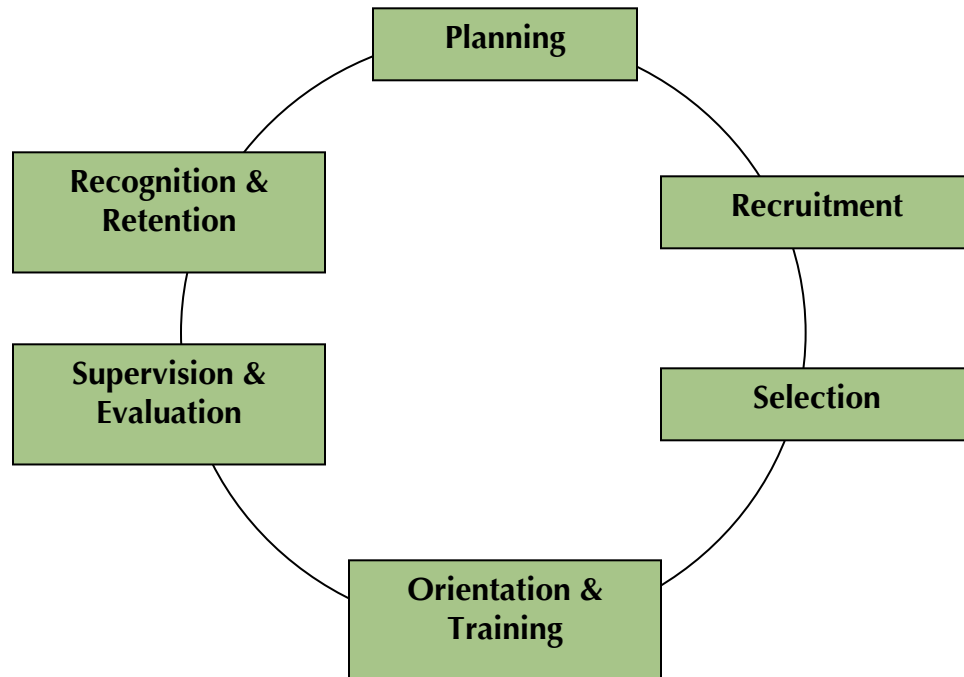 Planning
Recognition &
Retention
Recruitment
Supervision &
Evaluation
Selection
Orientation &
Training